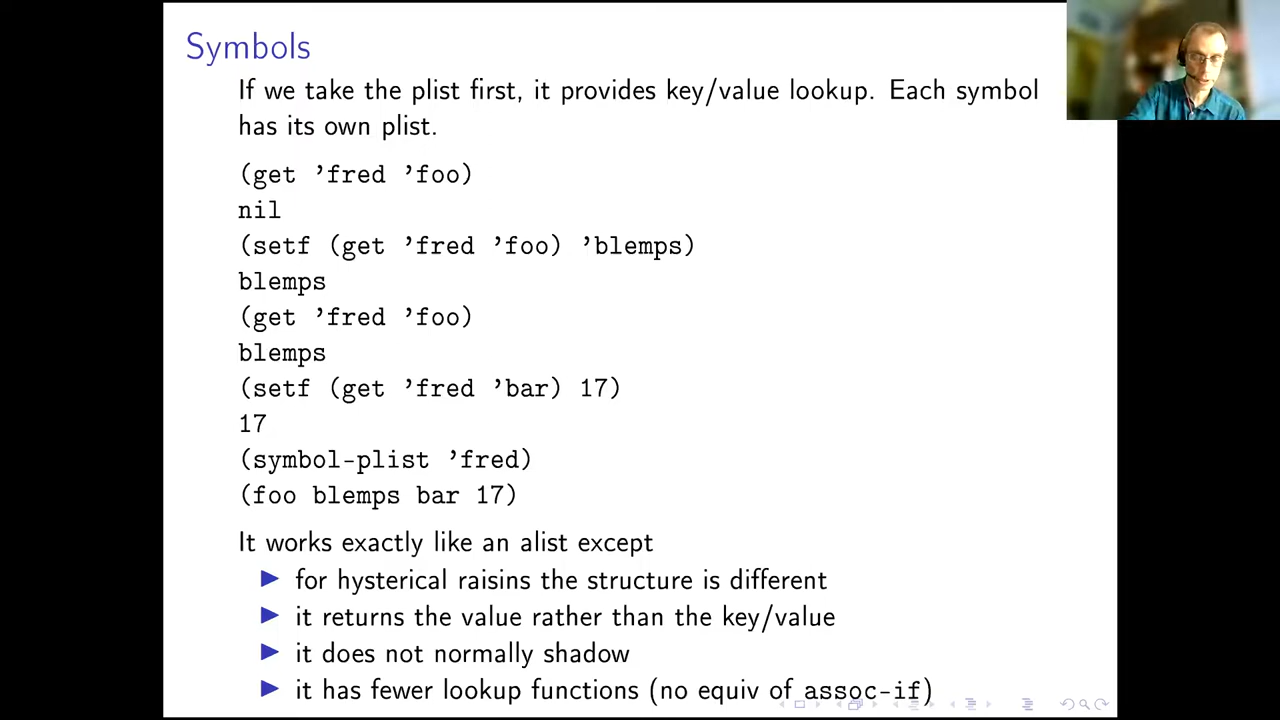 Symbols
If we take the plist first, it provides key/value lookup. Each symbol
has its own plist.
(get ’fred ’foo)
nil
(setf (get ’fred ’foo) ’blemps)
blemps
(get ’fred ’foo)
blemps
(setf (get ’fred ’bar) 17)
17
(symbol-plist ’fred)
(foo blemps bar 17)
It works exactly like an alist except
▶ for hysterical raisins the structure is different
▶ it returns the value rather than the key/value
▶ it does not normally shadow
▶ it has fewer lookup functions (no equiv of assoc-if)